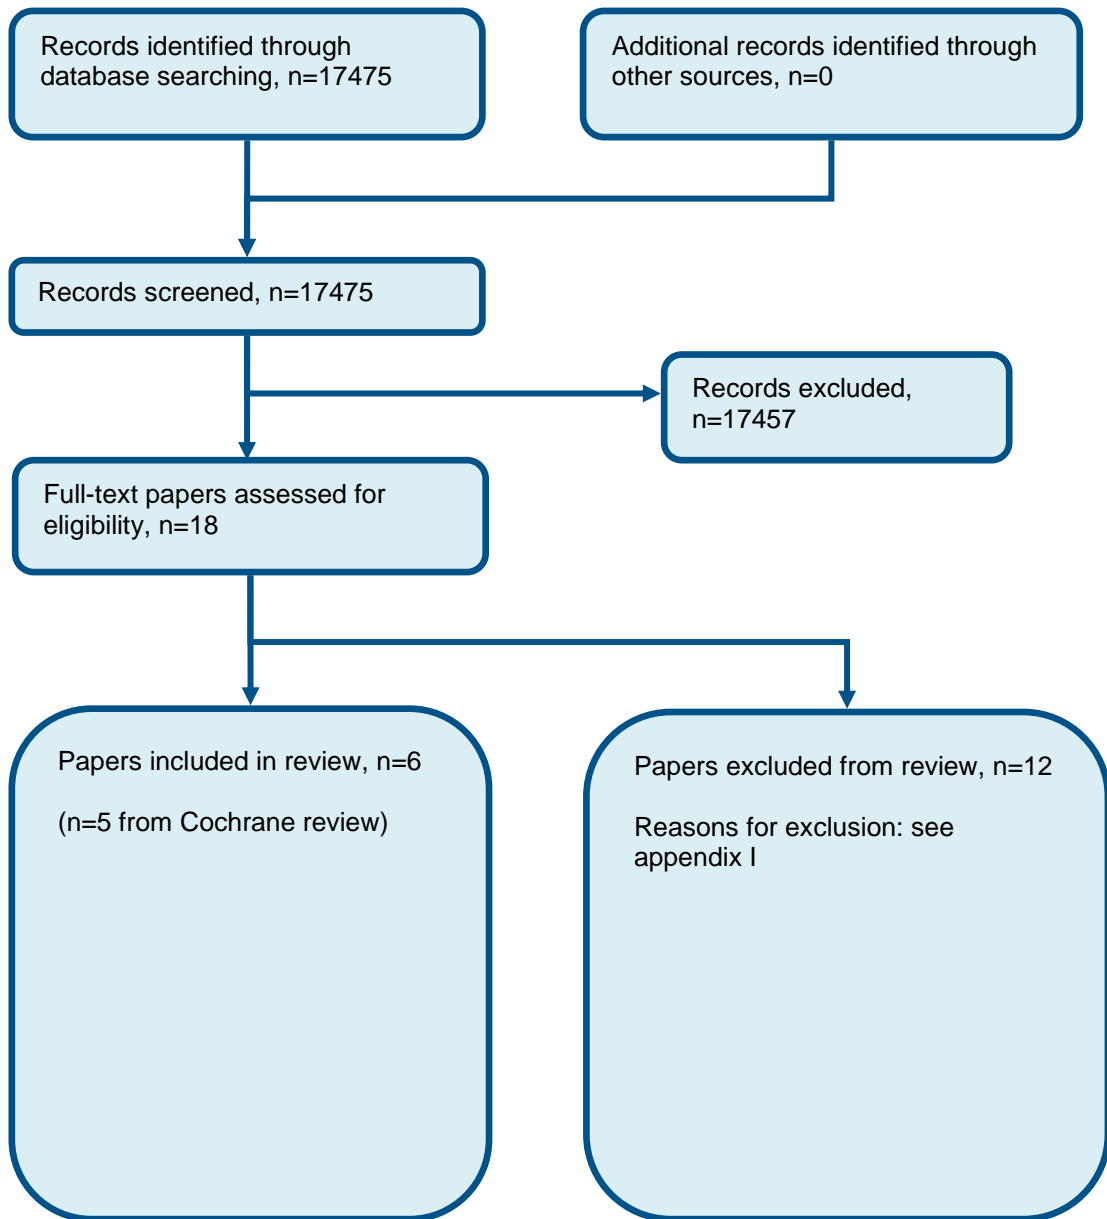 Records identified through
database searching, n=17475
Additional records identified through
other sources, n=0
Records screened, n=17475
Records excluded,
n=17457
Full-text papers assessed for
eligibility, n=18
Papers included in review, n=6
(n=5 from Cochrane review)
Papers excluded from review, n=12
Reasons for exclusion: see
appendix I